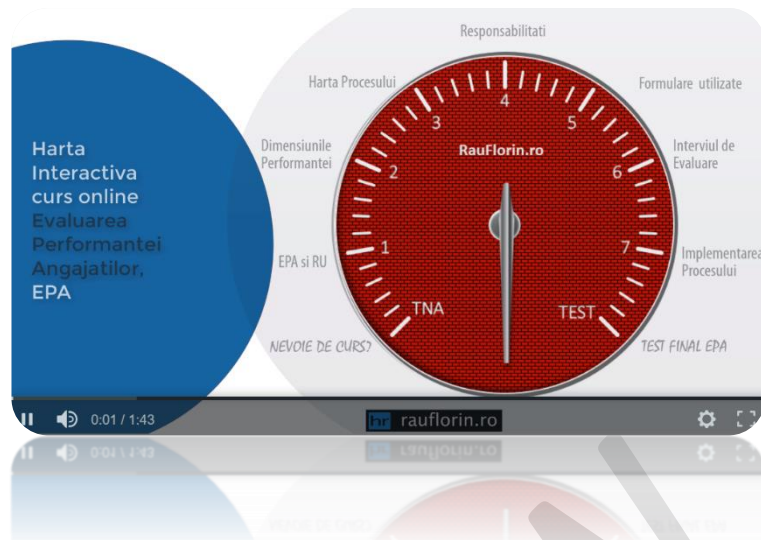 Harta
Interactiva
curs online
Evaluarea
Performantei
Angajatilor,
EPA
Responsabilitati
Harta Procesului
Formulare utilizate
Dimensiunile
Performantei
Interviul de
Evaluare
EPA si RU
Implementarea
Procesului
NEVOIE DE CURS?
TEST FINAL EPA
RauFlorin.ro
TNA
1
2
3
4
5
6
7
TEST
0:01 / 1:43
hr rauflorin.ro